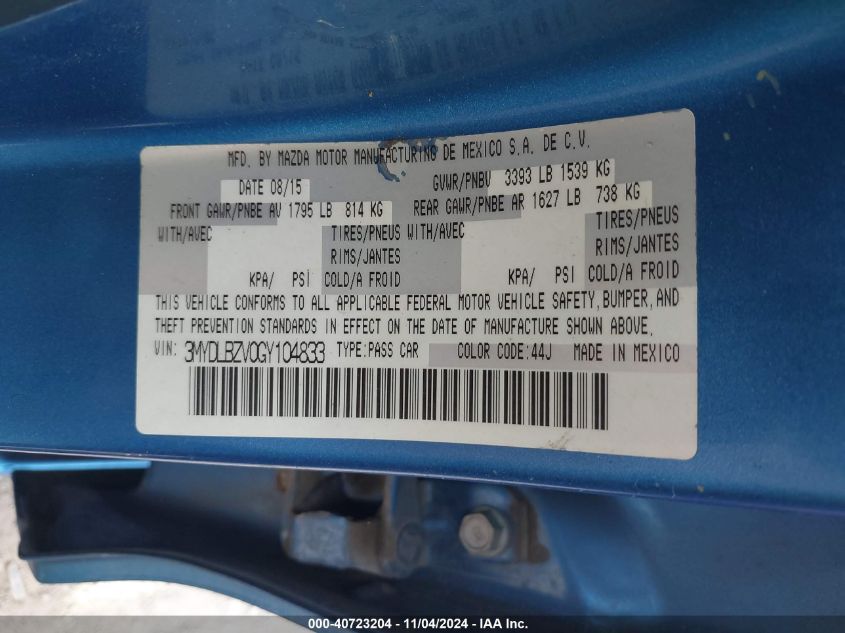 MFD. BY MAZDA MOTOR MANUFACTURING DE MEXICO S.A. DE C.V.
DATE 08/15 GVWR/PNBV 3393 LB 1539 KG
FRONT GAWR/PNBE AV 1795 LB 814 KG REAR GAWR/PNBE AR 1627 LB 738 KG
WITH/AVEC TIRES/PNEUS WITH/AVEC TIRES/PNEUS
RIMS/JANTES RIMS/JANTES
KPA/ PSI COLD/A FROID KPA/ PSI COLD/A FROID
THIS VEHICLE CONFORMS TO ALL APPLICABLE FEDERAL MOTOR VEHICLE SAFETY, BUMPER, AND
THEFT PREVENTION STANDARDS IN EFFECT ON THE DATE OF MANUFACTURE SHOWN ABOVE.
VIN: 3MYDLBZV0GY104833 TYPE:PASS CAR COLOR CODE:44J MADE IN MEXICO
000-40723204 - 11/04/2024 - IAA Inc.